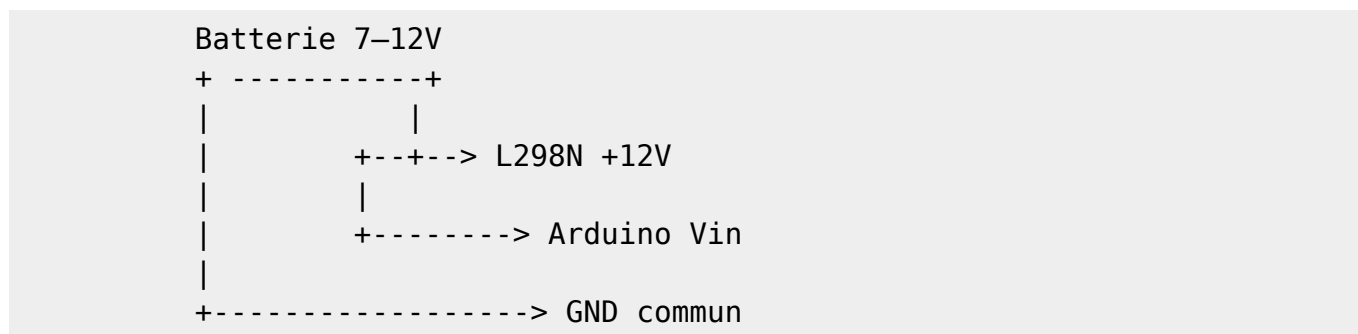 Batterie 7–12V
+ -----------+
|            |
|        +--+--> L298N +12V
|        |
|        +--------> Arduino Vin
|
+------------------> GND commun